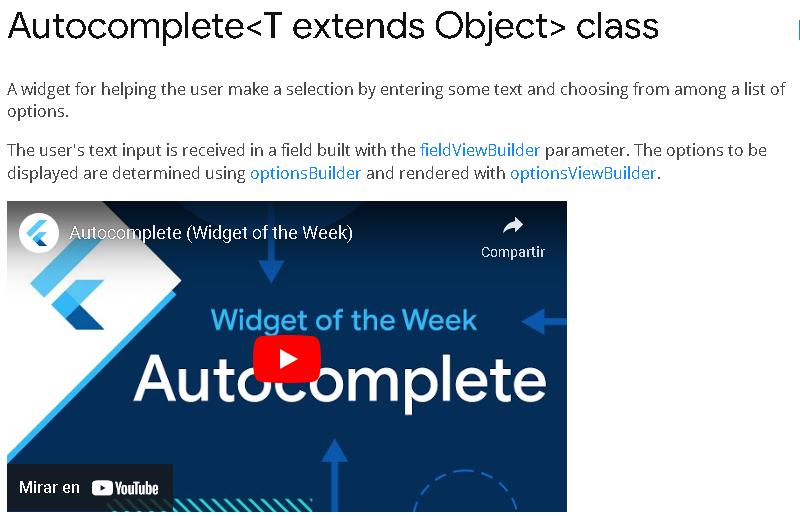 Autocomplete<T extends Object> class
A widget for helping the user make a selection by entering some text and choosing from among a list of
options.
The user's text input is received in a field built with the fieldViewBuilder parameter. The options to be
displayed are determined using optionsBuilder and rendered with optionsViewBuilder.
Autocomplete (Widget of the Week)
Compartir
Widget of the Week
Autocomplete
Mirar en YouTube